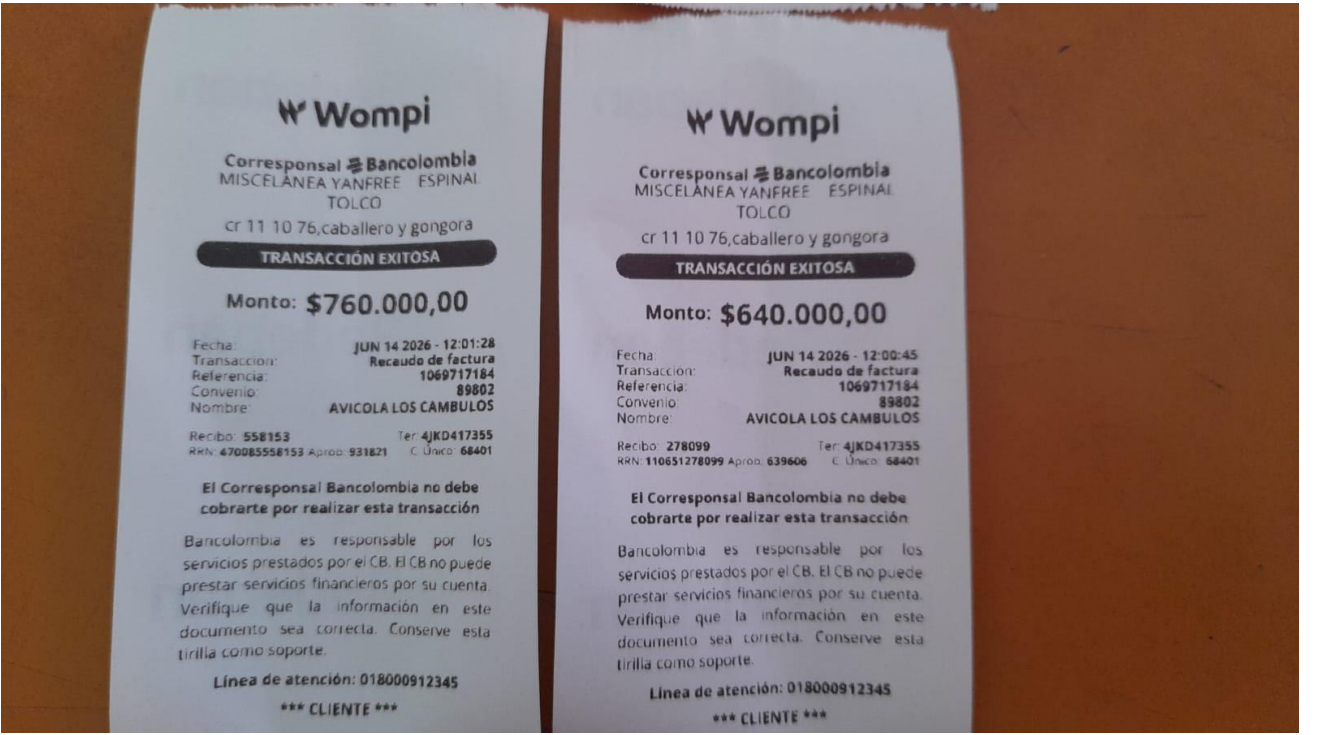 Wompi
Corresponsal Bancolombia
MISCELÁNEA YANFREE ESPINAL
TOLCO
cr 11 10 76,caballero y gongora
TRANSACCIÓN EXITOSA
Monto: $760.000,00
Fecha: JUN 14 2026 - 12:01:28
Transacción: Recaudo de factura
Referencia: 1069717184
Convenio: 89802
Nombre: AVICOLA LOS CAMBULOS
Recibo: 558153 Ter: 4JKD417355
RRN: 470085558153 Aprob: 931821 C. Único: 68401
El Corresponsal Bancolombia no debe
cobrarte por realizar esta transacción
Bancolombia es responsable por los
servicios prestados por el CB. El CB no puede
prestar servicios financieros por su cuenta.
Verifique que la información en este
documento sea correcta. Conserve esta
tirilla como soporte.
Línea de atención: 018000912345
*** CLIENTE ***
Wompi
Corresponsal Bancolombia
MISCELÁNEA YANFREE ESPINAL
TOLCO
cr 11 10 76,caballero y gongora
TRANSACCIÓN EXITOSA
Monto: $640.000,00
Fecha: JUN 14 2026 - 12:00:45
Transacción: Recaudo de factura
Referencia: 1069717184
Convenio: 89802
Nombre: AVICOLA LOS CAMBULOS
Recibo: 278099 Ter: 4JKD417355
RRN: 110651278099 Aprob: 639606 C. Único: 68401
El Corresponsal Bancolombia no debe
cobrarte por realizar esta transacción
Bancolombia es responsable por los
servicios prestados por el CB. El CB no puede
prestar servicios financieros por su cuenta.
Verifique que la información en este
documento sea correcta. Conserve esta
tirilla como soporte.
Línea de atención: 018000912345
*** CLIENTE ***